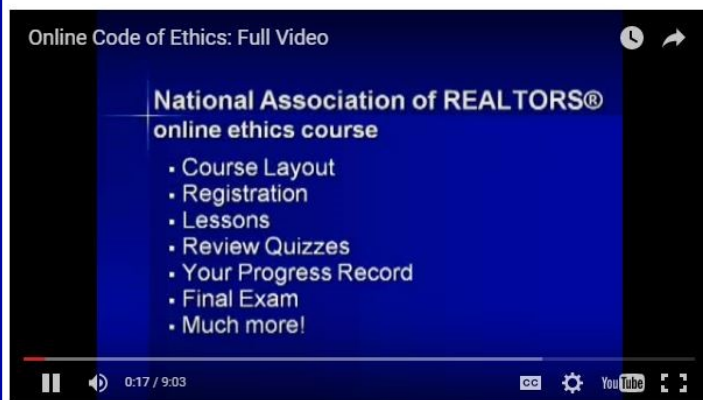 Online Code of Ethics: Full Video
National Association of REALTORS®
online ethics course
▪ Course Layout
▪ Registration
▪ Lessons
▪ Review Quizzes
▪ Your Progress Record
▪ Final Exam
▪ Much more!
0:17 / 9:03 CC YouTube